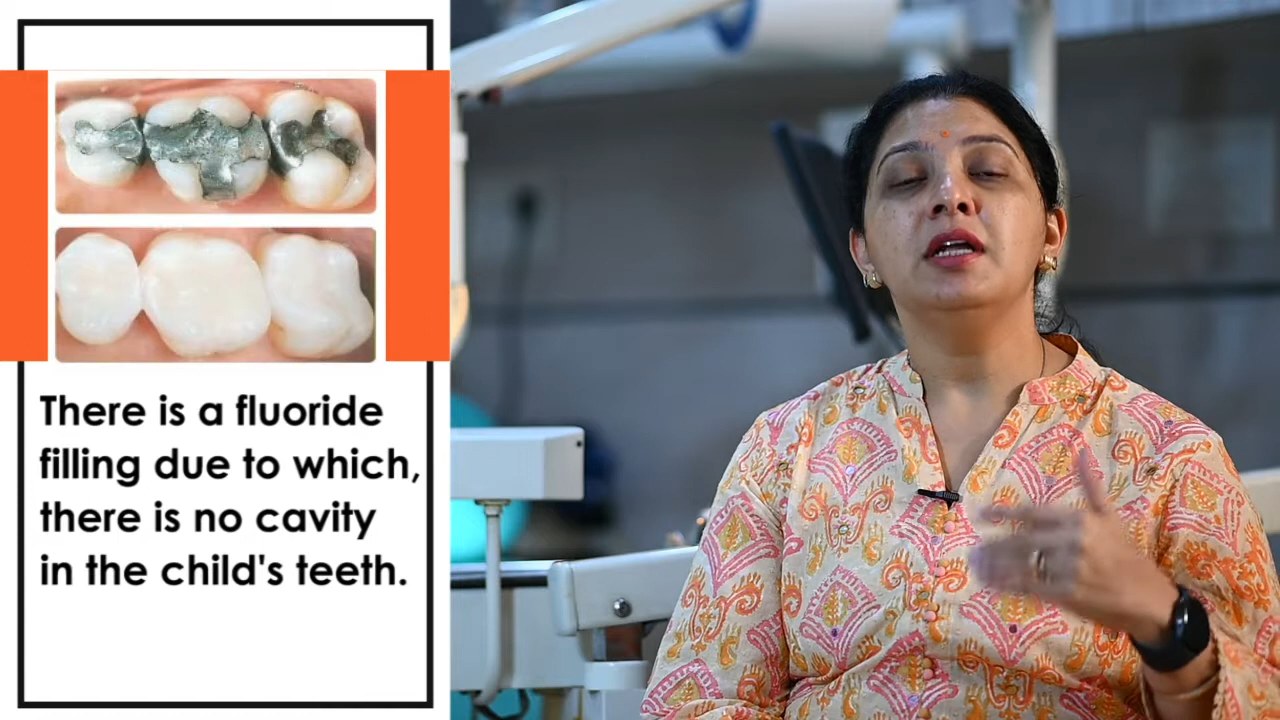 There is a fluoride
filling due to which,
there is no cavity
in the child's teeth.